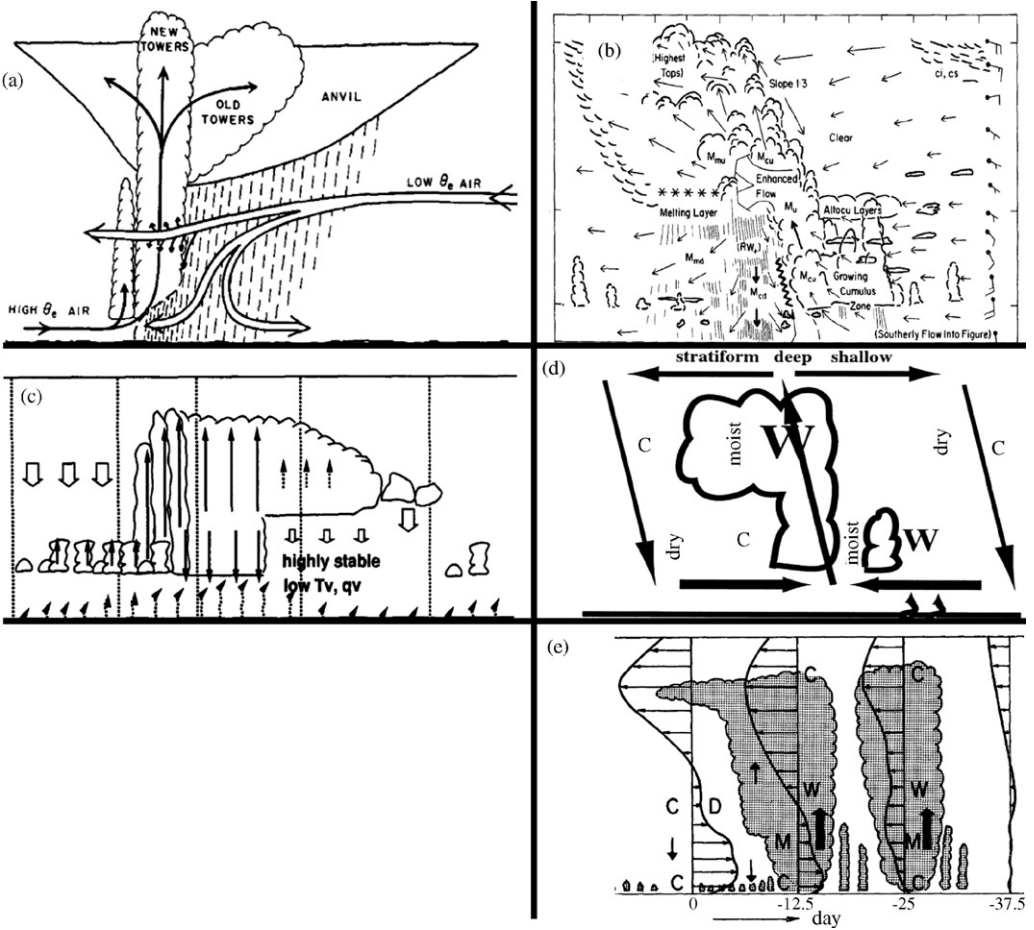 (a)
NEW
TOWERS
OLD
TOWERS
ANVIL
LOW θe AIR
HIGH θe AIR
(b)
(Highest
Tops)
Slope 1:3
ci, cs
Clear
Mmu
Mcu
Enhanced
Flow
Mu
Altocu Layers
Melting Layer
Mmd
Mcd
Mcu
Growing
Cumulus
Zone
(Southerly Flow Into Figure)
(c)
highly stable
low Tv, qv
(d)
stratiform deep shallow
C
moist
W
dry
C
dry
C
moist
W
(e)
C
C
C D
W
W
M
M
C
C
C
0 -12.5 -25 -37.5
day